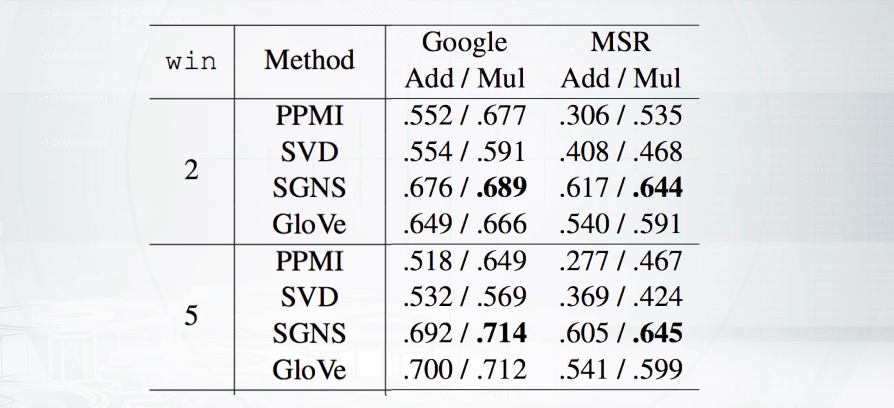 win Method Google MSR
Add / Mul Add / Mul
2
PPMI .552 / .677 .306 / .535
SVD .554 / .591 .408 / .468
SGNS .676 / .689 .617 / .644
GloVe .649 / .666 .540 / .591
5
PPMI .518 / .649 .277 / .467
SVD .532 / .569 .369 / .424
SGNS .692 / .714 .605 / .645
GloVe .700 / .712 .541 / .599